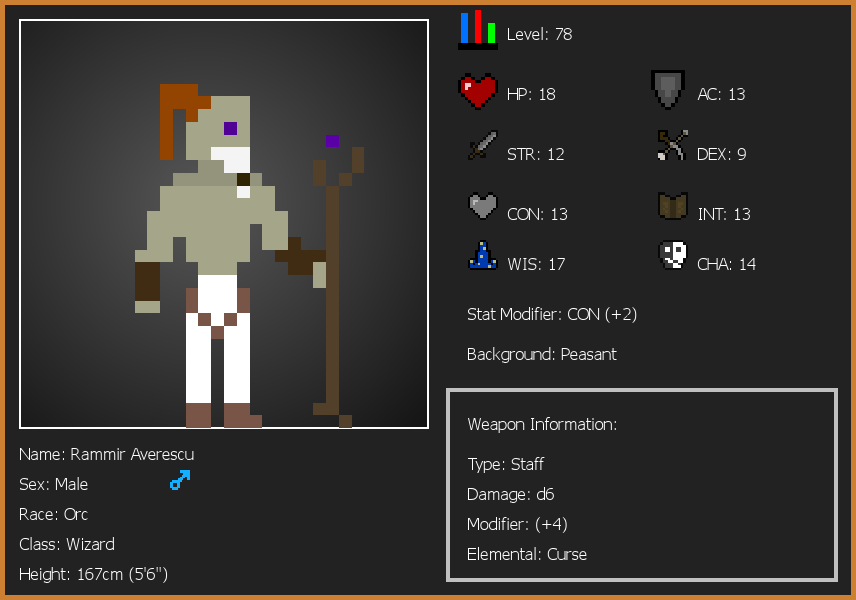 Level: 78
HP: 18
AC: 13
STR: 12
DEX: 9
CON: 13
INT: 13
WIS: 17
CHA: 14
Stat Modifier: CON (+2)
Background: Peasant
Weapon Information:
Type: Staff
Damage: d6
Modifier: (+4)
Elemental: Curse
Name: Rammir Averescu
Sex: Male
Race: Orc
Class: Wizard
Height: 167cm (5'6")